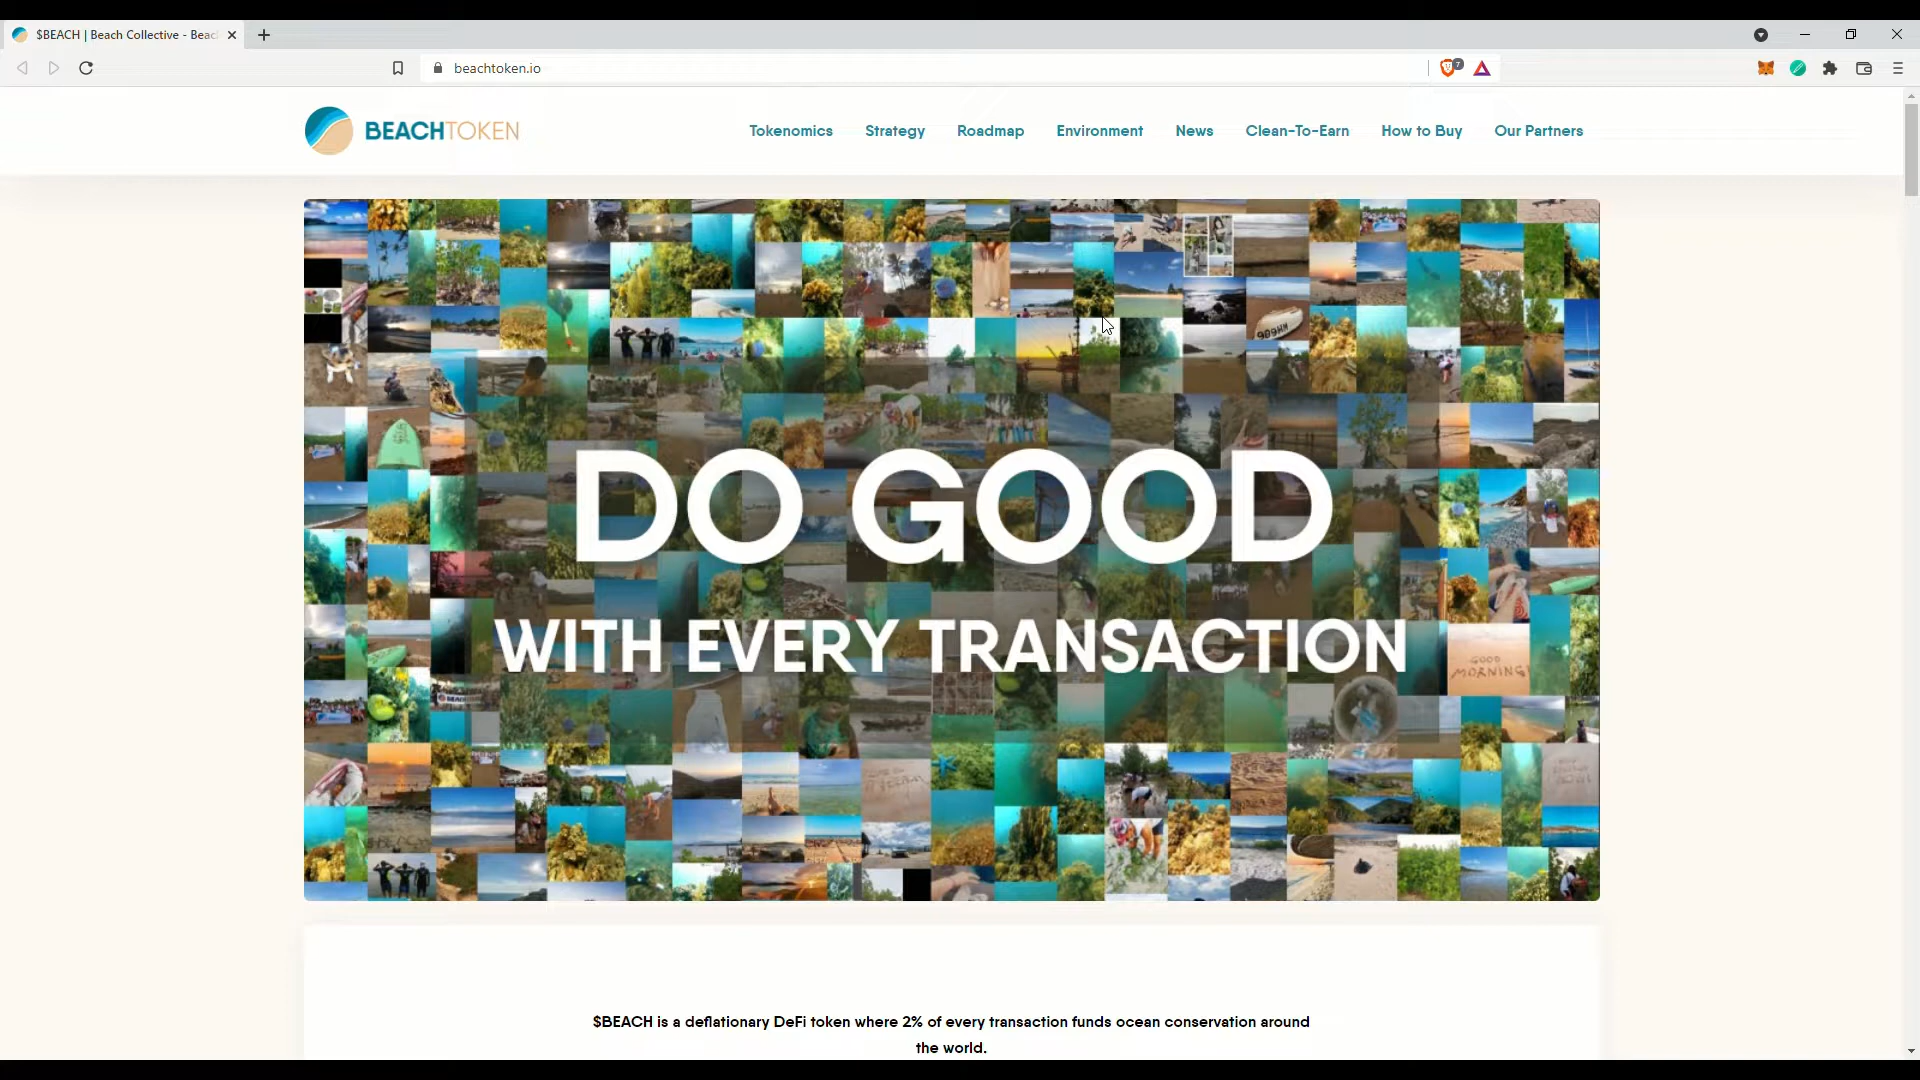 $BEACH | Beach Collective - Beac
beachtoken.io
7
BEACHTOKEN
Tokenomics
Strategy
Roadmap
Environment
News
Clean-To-Earn
How to Buy
Our Partners
DO GOOD
WITH EVERY TRANSACTION
GOOD
MORNING!
$BEACH is a deflationary DeFi token where 2% of every transaction funds ocean conservation around
the world.